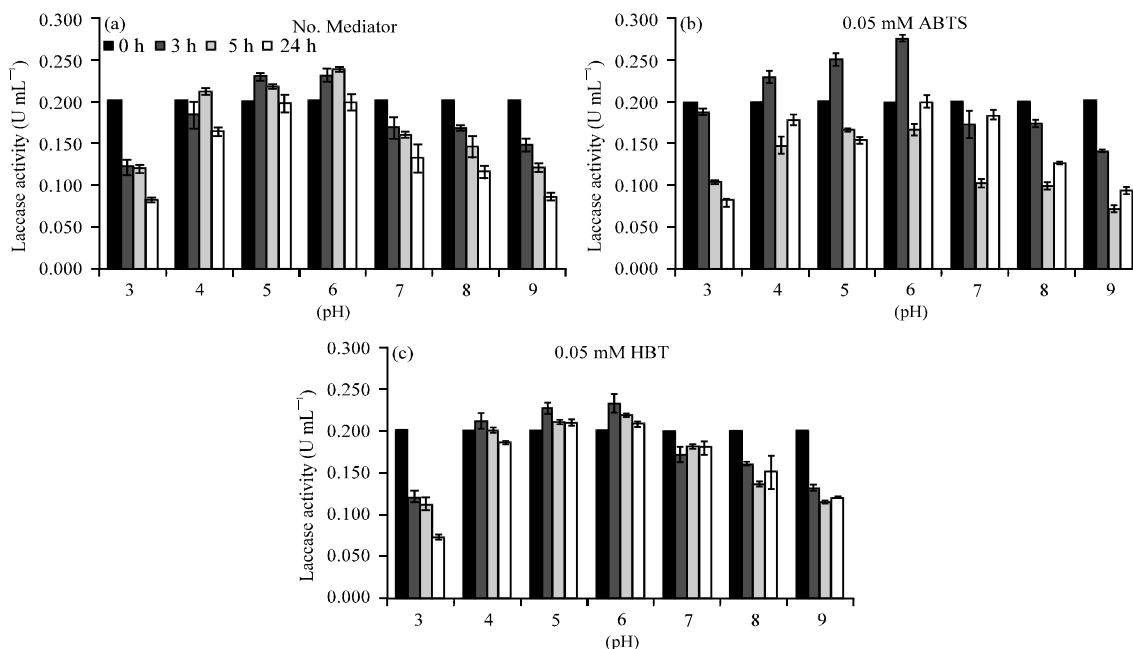 (a)
No. Mediator
0 h 3 h 5 h 24 h
Laccase activity (U mL⁻¹)
0.300
0.250
0.200
0.150
0.100
0.050
0.000
3 4 5 6 7 8 9
(pH)
(b)
0.05 mM ABTS
Laccase activity (U mL⁻¹)
0.300
0.250
0.200
0.150
0.100
0.050
0.000
3 4 5 6 7 8 9
(pH)
(c)
0.05 mM HBT
Laccase activity (U mL⁻¹)
0.300
0.250
0.200
0.150
0.100
0.050
0.000
3 4 5 6 7 8 9
(pH)